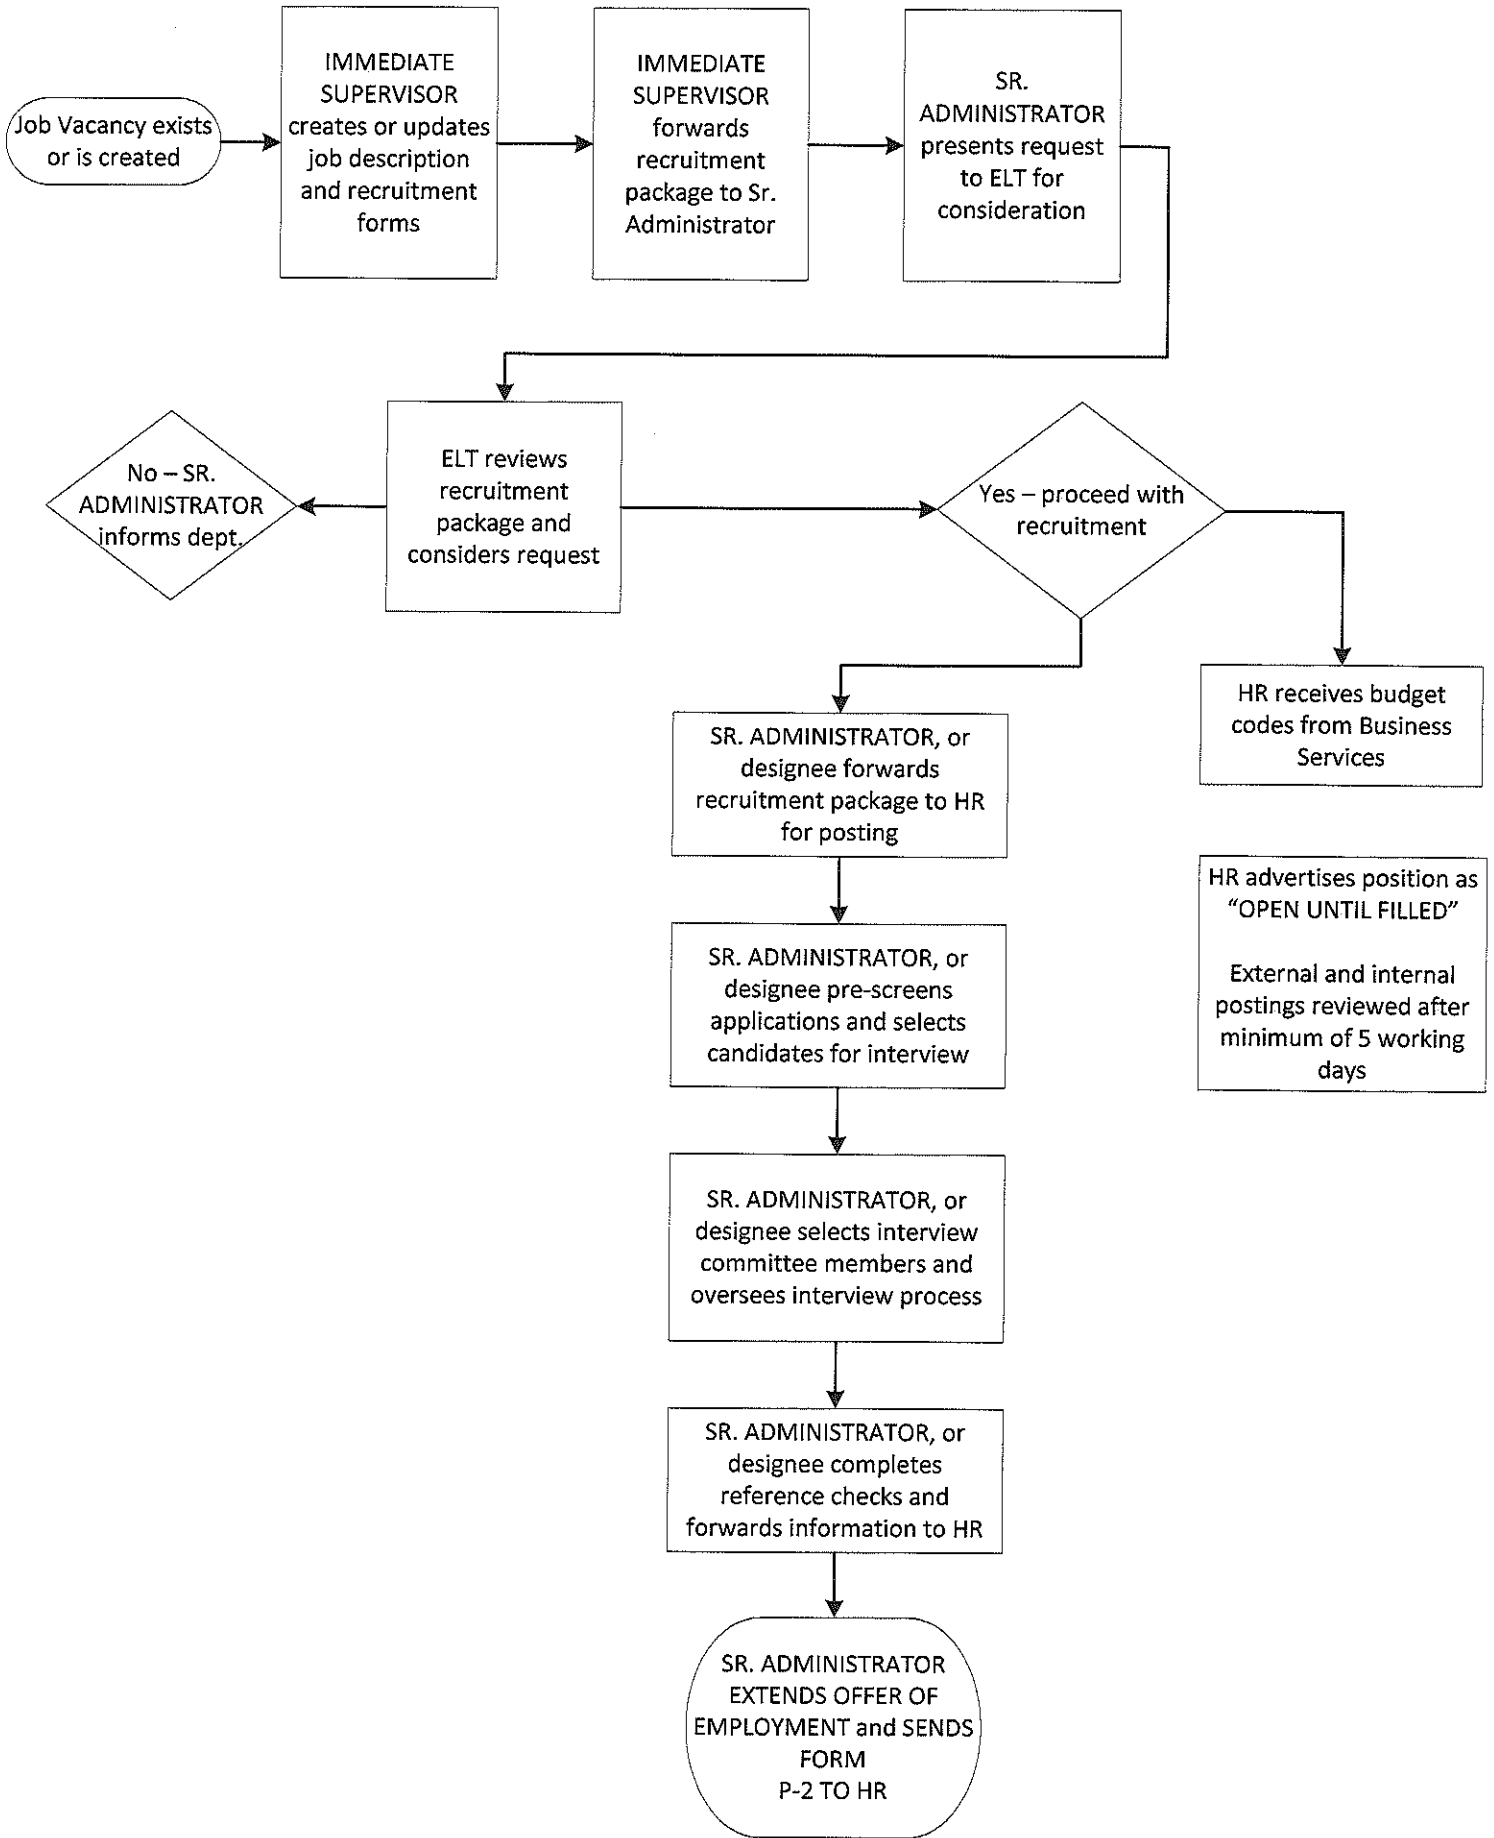 Job Vacancy exists
or is created
IMMEDIATE
SUPERVISOR
creates or updates
job description
and recruitment
forms
IMMEDIATE
SUPERVISOR
forwards
recruitment
package to Sr.
Administrator
SR.
ADMINISTRATOR
presents request
to ELT for
consideration
No – SR.
ADMINISTRATOR
informs dept.
ELT reviews
recruitment
package and
considers request
Yes – proceed with
recruitment
HR receives budget
codes from Business
Services
SR. ADMINISTRATOR, or
designee forwards
recruitment package to HR
for posting
HR advertises position as
“OPEN UNTIL FILLED”
External and internal
postings reviewed after
minimum of 5 working
days
SR. ADMINISTRATOR, or
designee pre-screens
applications and selects
candidates for interview
SR. ADMINISTRATOR, or
designee selects interview
committee members and
oversees interview process
SR. ADMINISTRATOR, or
designee completes
reference checks and
forwards information to HR
SR. ADMINISTRATOR
EXTENDS OFFER OF
EMPLOYMENT and SENDS
FORM
P-2 TO HR